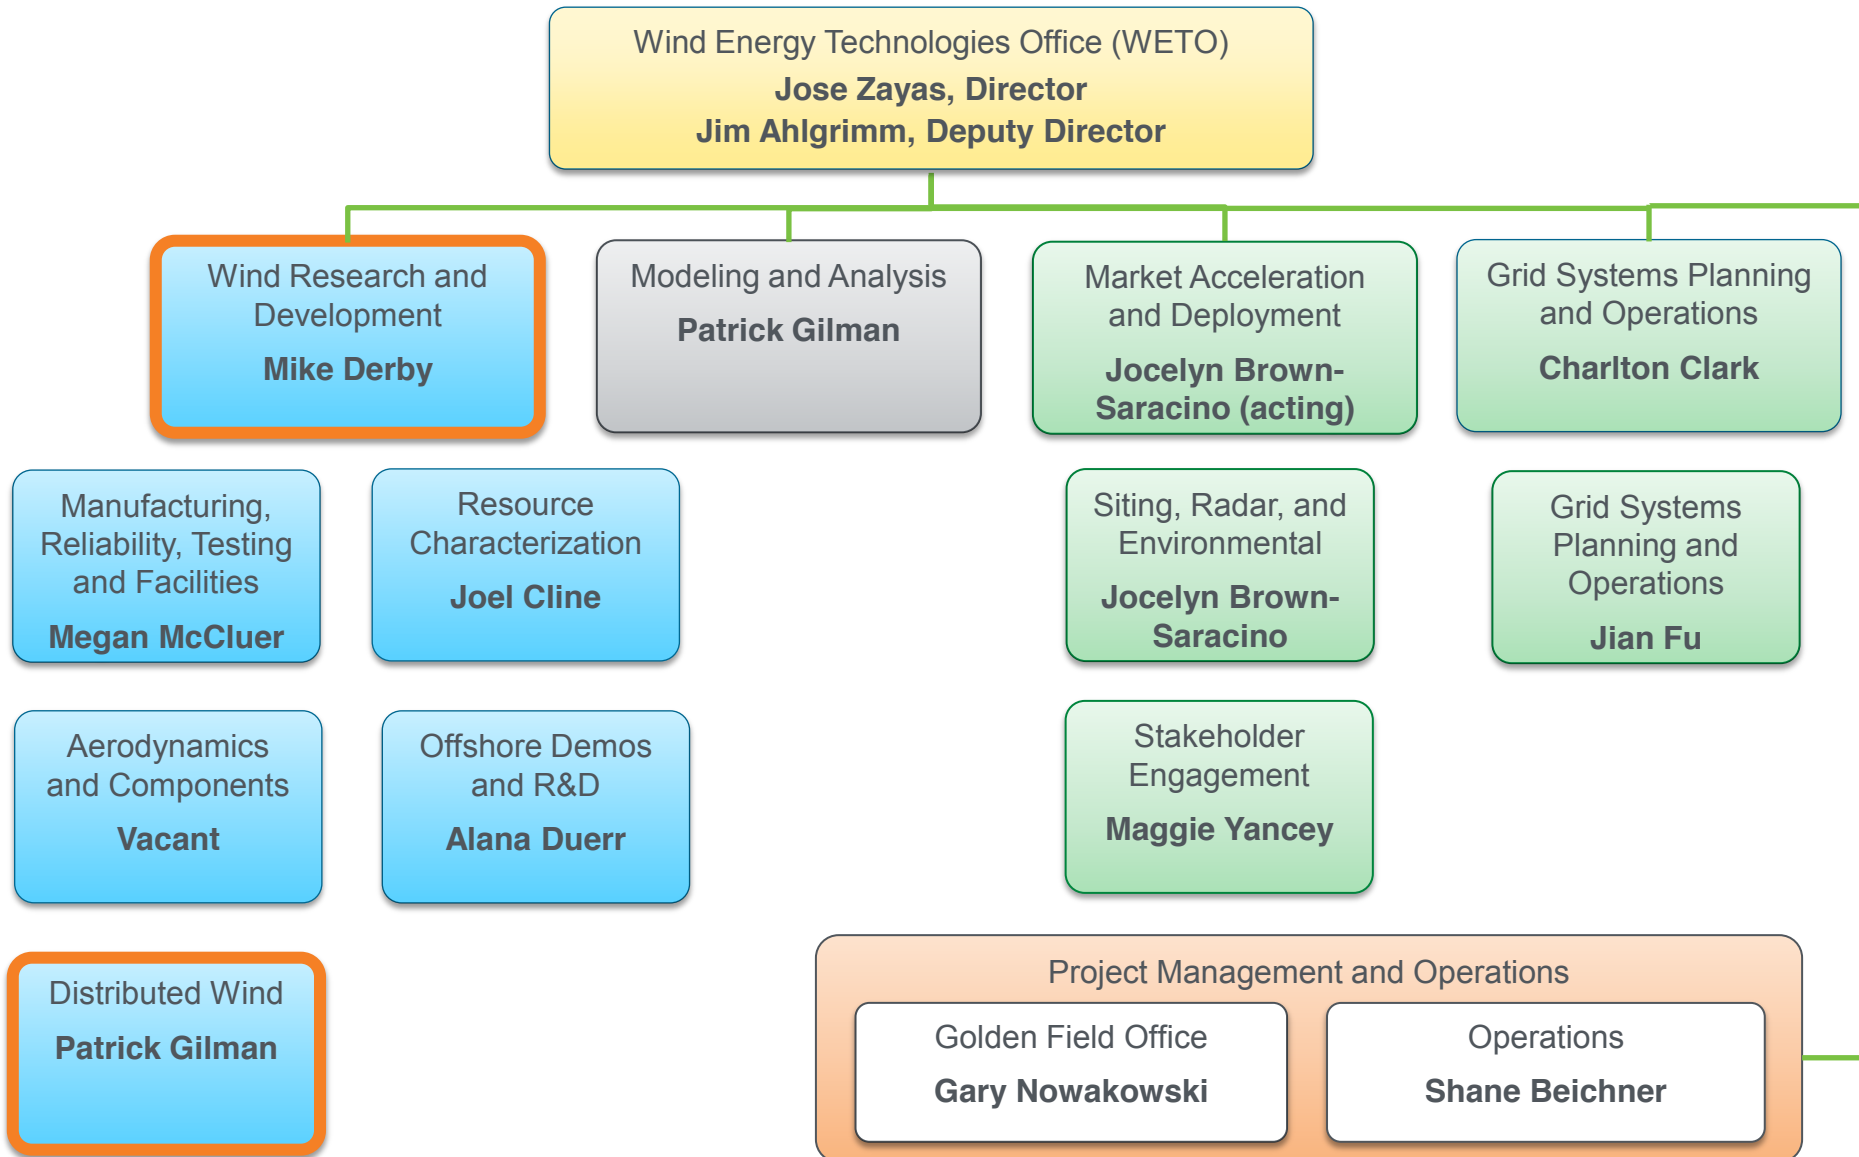 Wind Energy Technologies Office (WETO)
Jose Zayas, Director
Jim Ahlgrimm, Deputy Director
Wind Research and
Development
Mike Derby
Modeling and Analysis
Patrick Gilman
Market Acceleration
and Deployment
Jocelyn Brown-
Saracino (acting)
Grid Systems Planning
and Operations
Charlton Clark
Manufacturing,
Reliability, Testing
and Facilities
Megan McCluer
Resource
Characterization
Joel Cline
Siting, Radar, and
Environmental
Jocelyn Brown-
Saracino
Grid Systems
Planning and
Operations
Jian Fu
Aerodynamics
and Components
Vacant
Offshore Demos
and R&D
Alana Duerr
Stakeholder
Engagement
Maggie Yancey
Distributed Wind
Patrick Gilman
Project Management and Operations
Golden Field Office
Gary Nowakowski
Operations
Shane Beichner